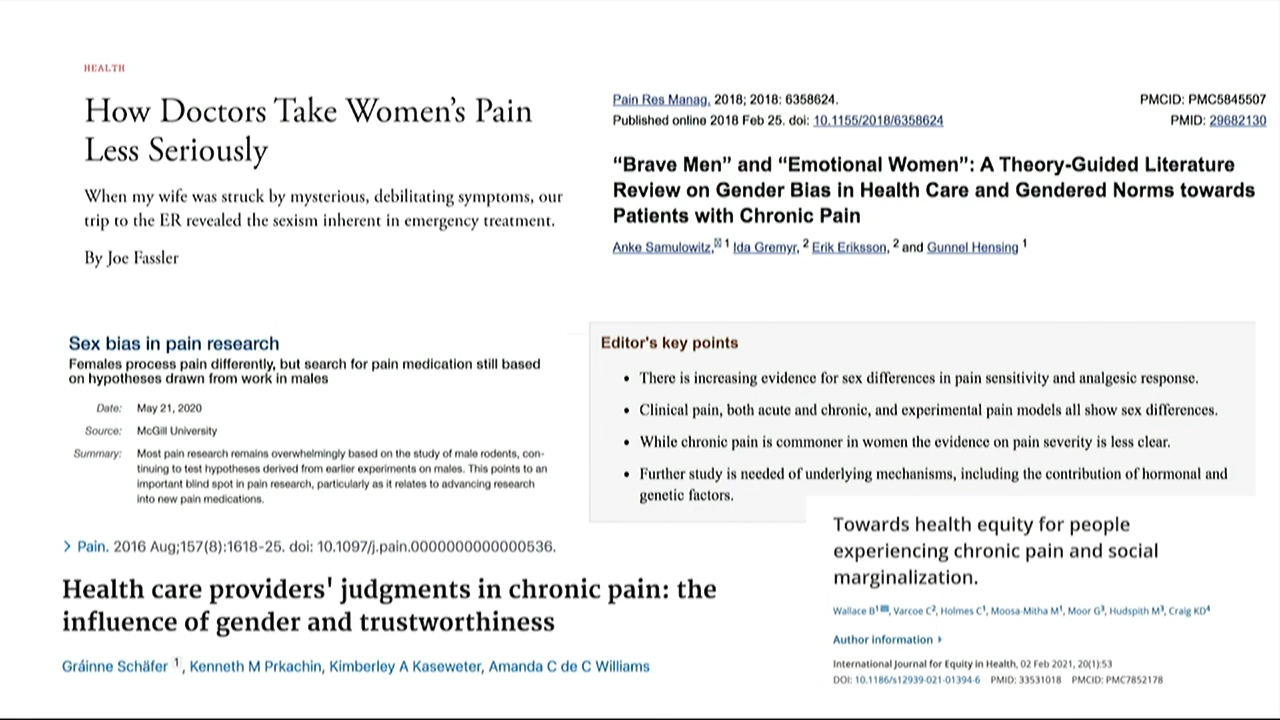 HEALTH
How Doctors Take Women's Pain
Less Seriously
When my wife was struck by mysterious, debilitating symptoms, our
trip to the ER revealed the sexism inherent in emergency treatment.
By Joe Fassler
Pain Res Manag. 2018; 2018: 6358624.
PMCID: PMC5845507
Published online 2018 Feb 25. doi: 10.1155/2018/6358624
PMID: 29682130
“Brave Men” and “Emotional Women”: A Theory-Guided Literature
Review on Gender Bias in Health Care and Gendered Norms towards
Patients with Chronic Pain
Anke Samulowitz,✉ 1 Ida Gremyr, 2 Erik Eriksson, 2 and Gunnel Hensing 1
Sex bias in pain research
Females process pain differently, but search for pain medication still based
on hypotheses drawn from work in males
Date: May 21, 2020
Source: McGill University
Summary: Most pain research remains overwhelmingly based on the study of male rodents, con-
tinuing to test hypotheses derived from earlier experiments on males. This points to an
important blind spot in pain research, particularly as it relates to advancing research
into new pain medications.
Editor's key points
• There is increasing evidence for sex differences in pain sensitivity and analgesic response.
• Clinical pain, both acute and chronic, and experimental pain models all show sex differences.
• While chronic pain is commoner in women the evidence on pain severity is less clear.
• Further study is needed of underlying mechanisms, including the contribution of hormonal and
genetic factors.
> Pain. 2016 Aug;157(8):1618-25. doi: 10.1097/j.pain.0000000000000536.
Health care providers' judgments in chronic pain: the
influence of gender and trustworthiness
Gráinne Schäfer 1, Kenneth M Prkachin, Kimberley A Kaseweter, Amanda C de C Williams
Towards health equity for people
experiencing chronic pain and social
marginalization.
Wallace B1✉, Varcoe C2, Holmes C1, Moosa-Mitha M1, Moor G3, Hudspith M3, Craig KD4
Author information ▸
International Journal for Equity in Health, 02 Feb 2021, 20(1):53
DOI: 10.1186/s12939-021-01394-6 PMID: 33531018 PMCID: PMC7852178